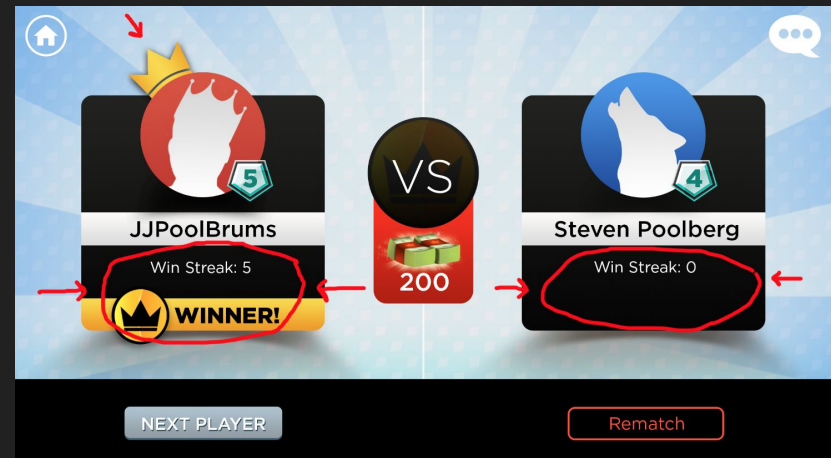 5
JJPoolBrums
Win Streak: 5
WINNER!
VS
200
4
Steven Poolberg
Win Streak: 0
NEXT PLAYER
Rematch